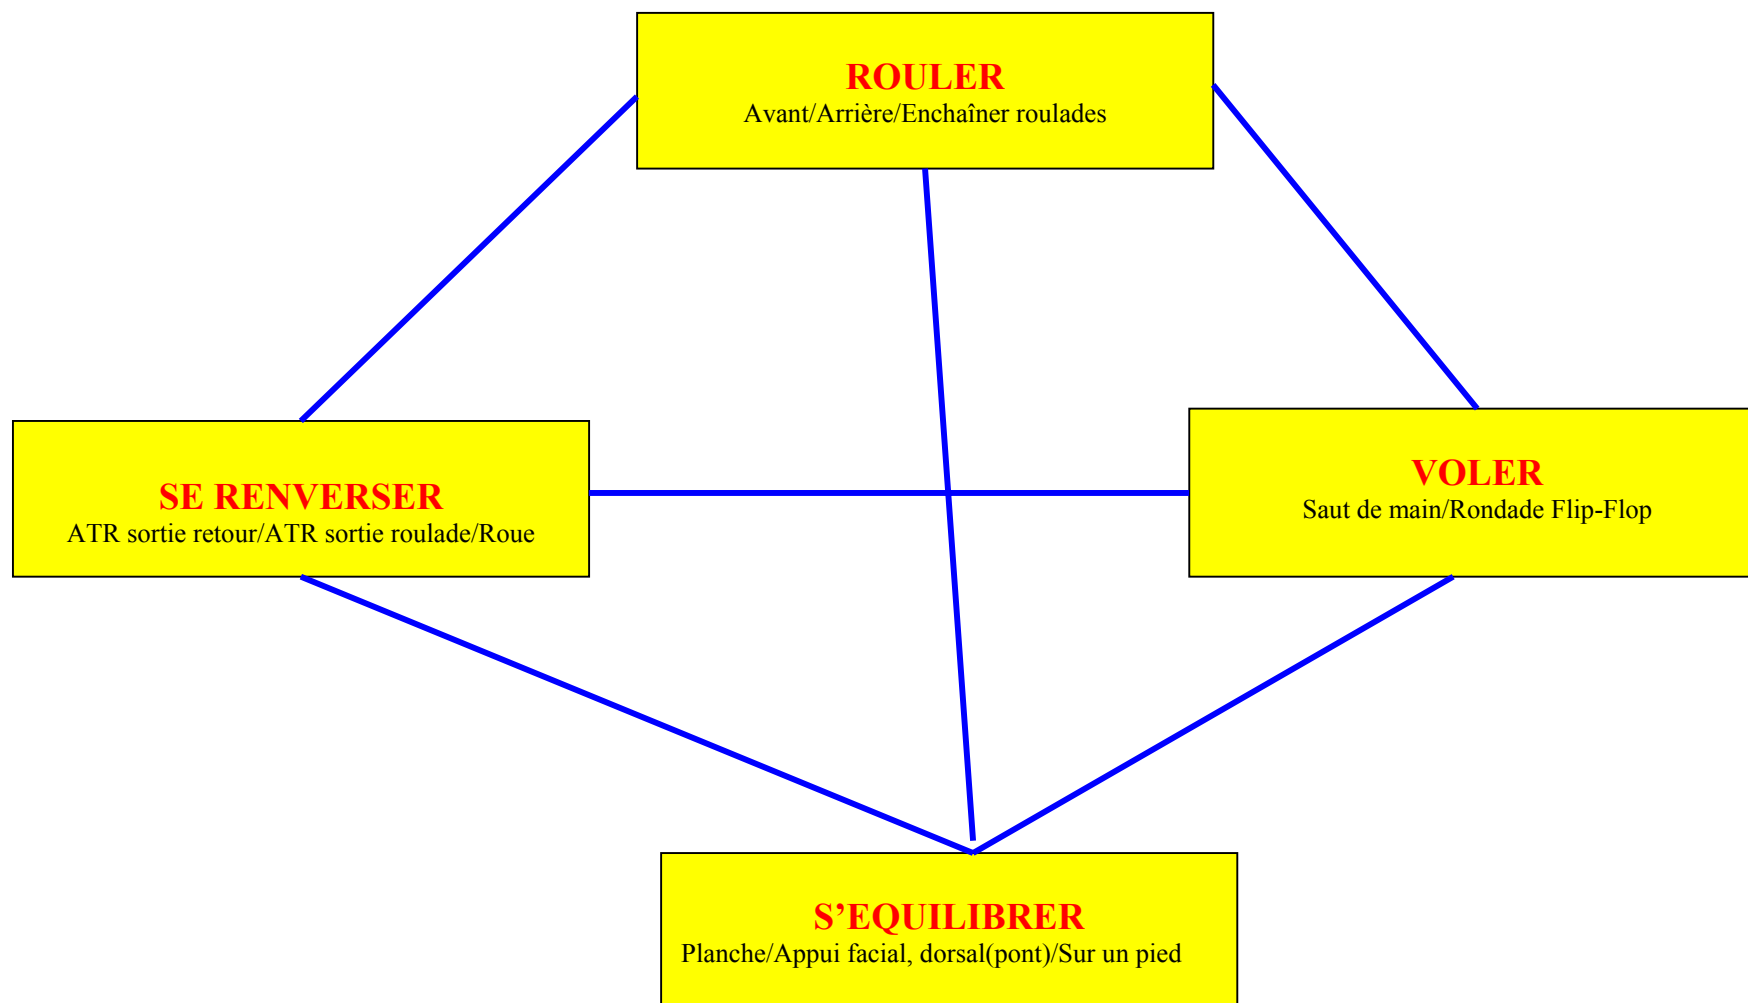 ROULER
Avant/Arrière/Enchaîner roulades
SE RENVERSER
ATR sortie retour/ATR sortie roulade/Roue
VOLER
Saut de main/Rondade Flip-Flop
S’EQUILIBRER
Planche/Appui facial, dorsal(pont)/Sur un pied